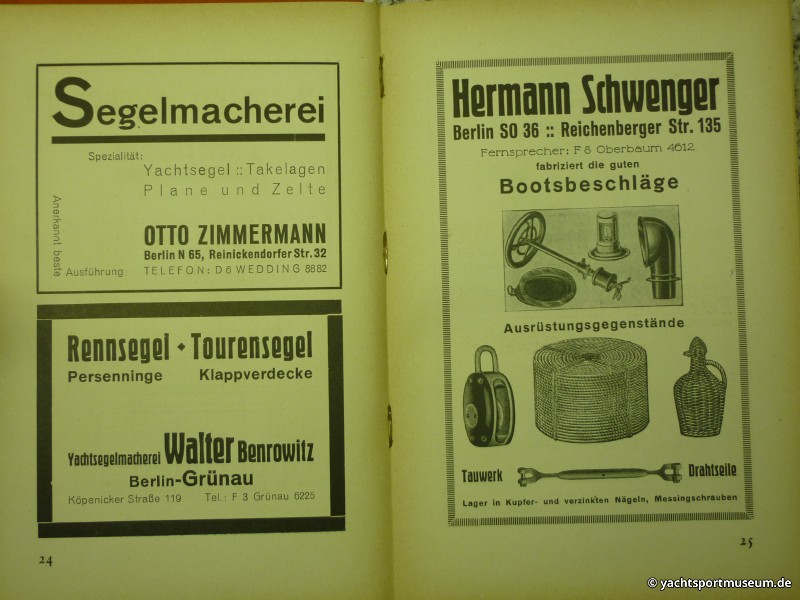 Segelmacherei
Spezialität:
Yachtsegel :: Takelagen
Plane und Zelte
Anerkannt beste
Ausführung
OTTO ZIMMERMANN
Berlin N 65, Reinickendorfer Str. 32
TELEFON: D 6 WEDDING 8882
Rennsegel • Tourensegel
Persenninge Klappverdecke
Yachtsegelmacherei Walter Benrowitz
Berlin-Grünau
Köpenicker Straße 119 Tel.: F 3 Grünau 6225
24
Hermann Schwenger
Berlin SO 36 :: Reichenberger Str. 135
Fernsprecher: F 8 Oberbaum 4612
fabriziert die guten
Bootsbeschläge
Ausrüstungsgegenstände
Tauwerk Drahtseile
Lager in Kupfer- und verzinkten Nägeln, Messingschrauben
25
© yachtsportmuseum.de